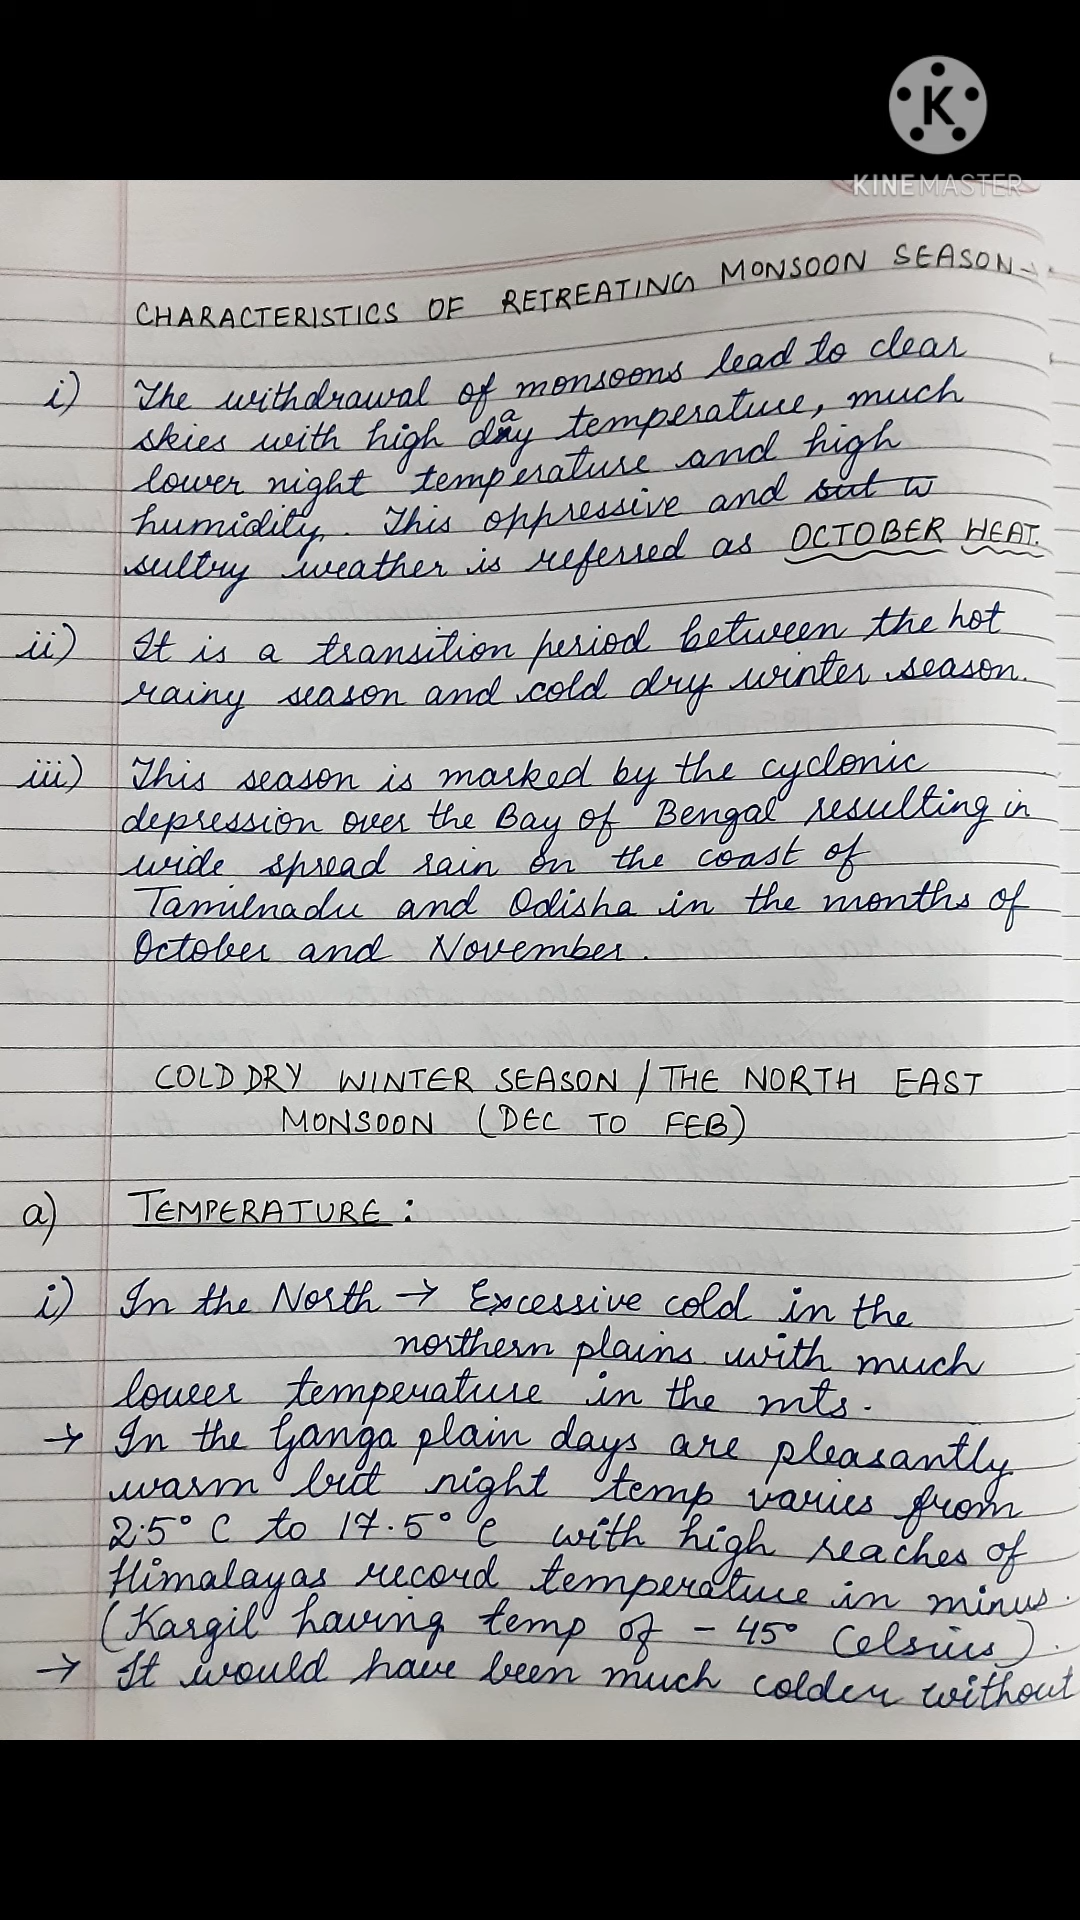 K
KINEMASTER
CHARACTERISTICS OF RETREATING MONSOON SEASON →
i) The withdrawal of monsoons lead to clear
skies with high day temperature, much
lower night temperature and high
humidity. This oppressive and
sultry weather is referred as OCTOBER HEAT.
ii) It is a transition period between the hot
rainy season and cold dry winter season.
iii) This season is marked by the cyclonic
depression over the Bay of Bengal resulting in
wide spread rain on the coast of
Tamilnadu and Odisha in the months of
October and November.
COLD DRY WINTER SEASON / THE NORTH EAST
MONSOON (DEC TO FEB)
a) TEMPERATURE :
i) In the North → Excessive cold in the
northern plains with much
lower temperature in the mts.
→ In the Ganga plain days are pleasantly
warm but night temp varies from
2.5° C to 17.5° C with high reaches of
Himalayas record temperature in minus.
(Kargil having temp of - 45° Celsius).
→ It would have been much colder without